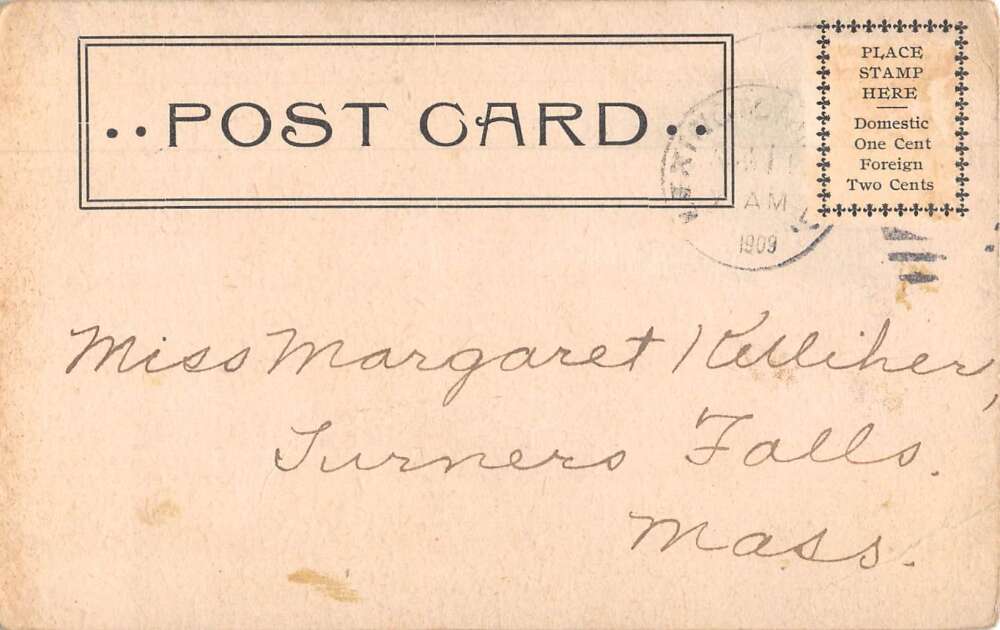 POST CARD
PLACE
STAMP
HERE
Domestic
One Cent
Foreign
Two Cents
AM
1909
Miss Margaret Kelliher,
Turners Falls.
Mass.